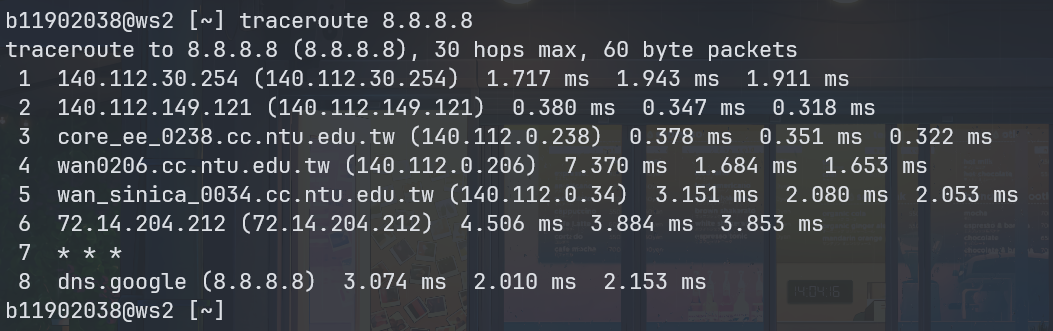 b11902038@ws2 [~] traceroute 8.8.8.8
traceroute to 8.8.8.8 (8.8.8.8), 30 hops max, 60 byte packets
 1  140.112.30.254 (140.112.30.254)  1.717 ms  1.943 ms  1.911 ms
 2  140.112.149.121 (140.112.149.121)  0.380 ms  0.347 ms  0.318 ms
 3  core_ee_0238.cc.ntu.edu.tw (140.112.0.238)  0.378 ms  0.351 ms  0.322 ms
 4  wan0206.cc.ntu.edu.tw (140.112.0.206)  7.370 ms  1.684 ms  1.653 ms
 5  wan_sinica_0034.cc.ntu.edu.tw (140.112.0.34)  3.151 ms  2.080 ms  2.053 ms
 6  72.14.204.212 (72.14.204.212)  4.506 ms  3.884 ms  3.853 ms
 7  * * *
 8  dns.google (8.8.8.8)  3.074 ms  2.010 ms  2.153 ms
b11902038@ws2 [~]